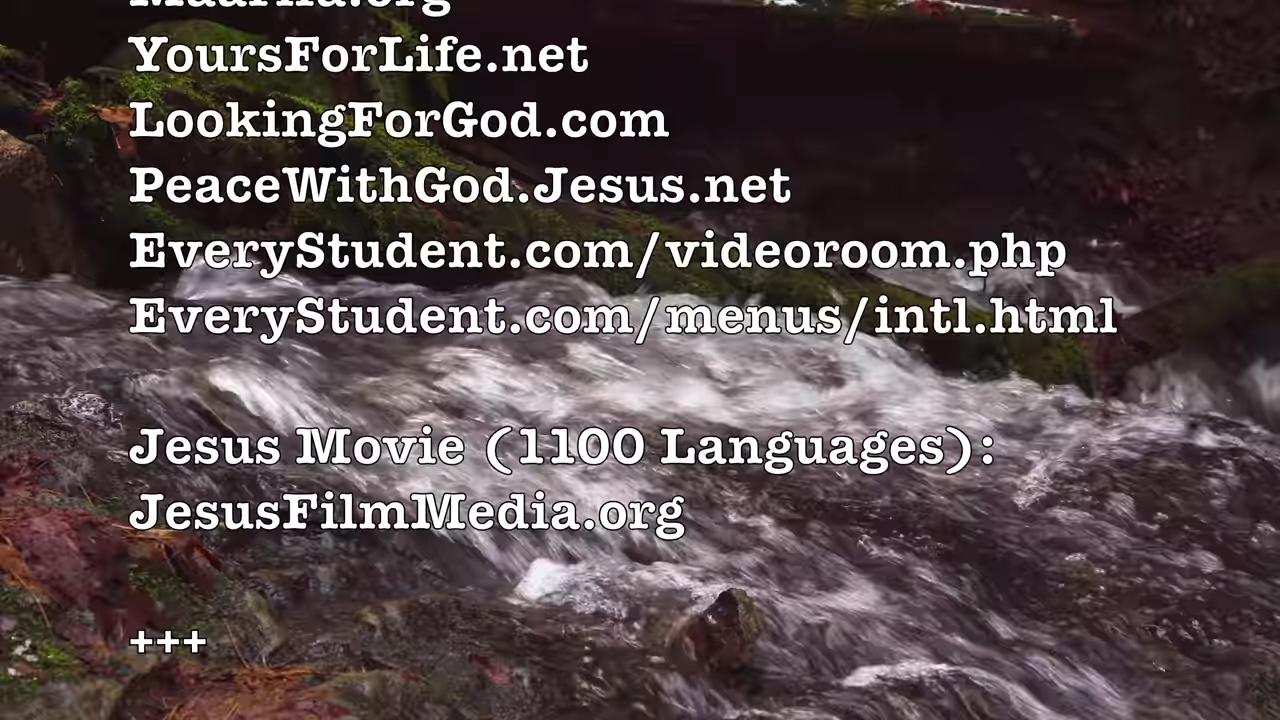 YoursForLife.net
LookingForGod.com
PeaceWithGod.Jesus.net
EveryStudent.com/videoroom.php
EveryStudent.com/menus/intl.html
Jesus Movie (1100 Languages):
JesusFilmMedia.org
+++